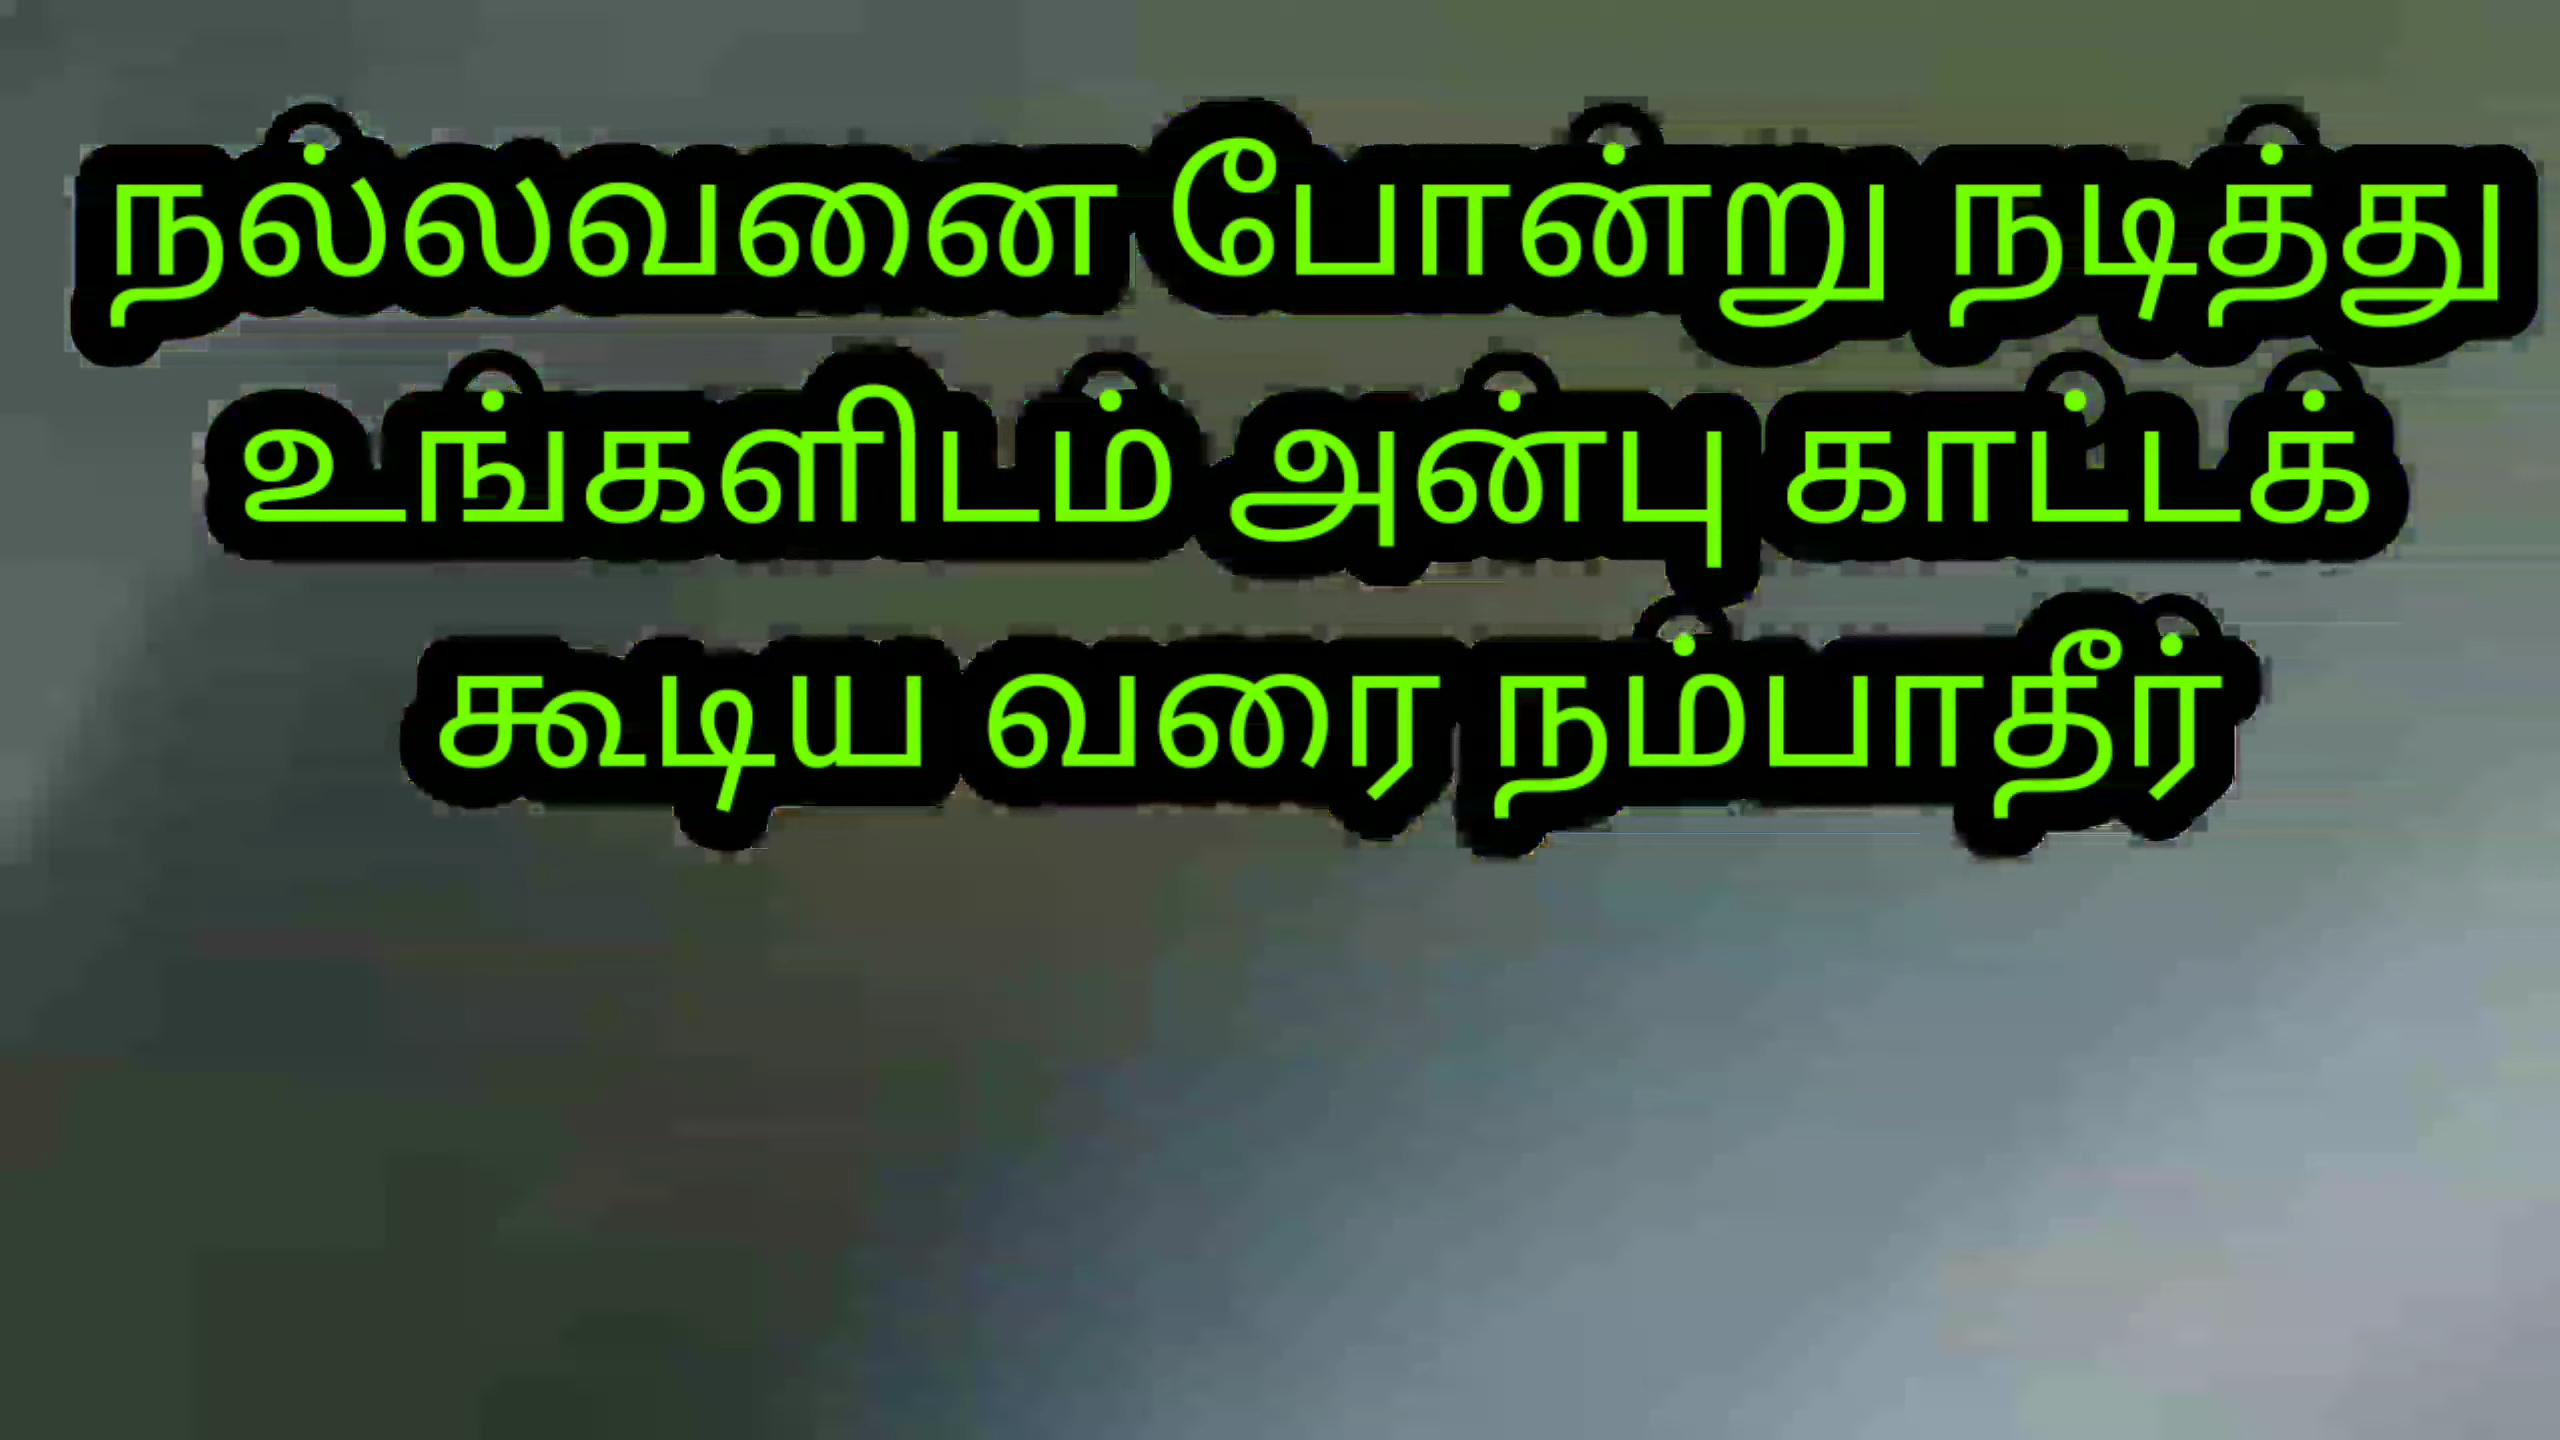 நல்லவனை போன்று நடித்து
உங்களிடம் அன்பு காட்டக்
கூடிய வரை நம்பாதீர்